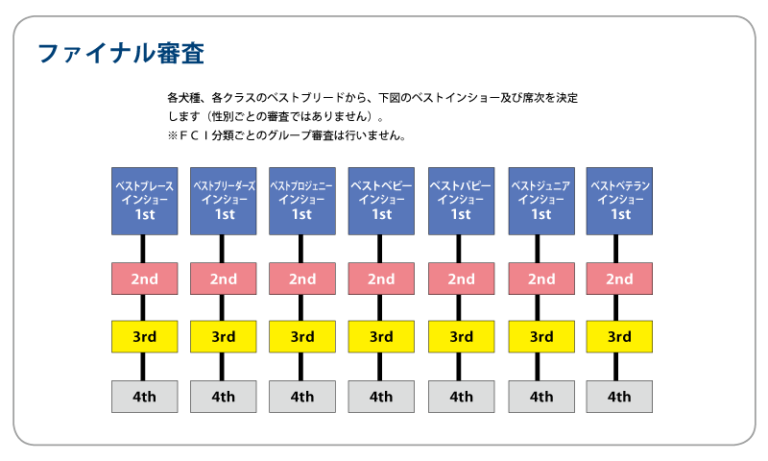 ファイナル審査
各犬種、各クラスのベストブリードから、下図のベストインショー及び席次を決定
します（性別ごとの審査ではありません）。
※ＦＣＩ分類ごとのグループ審査は行いません。
ベストブレース
インショー
1st
ベストブリーダーズ
インショー
1st
ベストプロジェニー
インショー
1st
ベストベビー
インショー
1st
ベストパピー
インショー
1st
ベストジュニア
インショー
1st
ベストベテラン
インショー
1st
2nd 2nd 2nd 2nd 2nd 2nd 2nd
3rd 3rd 3rd 3rd 3rd 3rd 3rd
4th 4th 4th 4th 4th 4th 4th